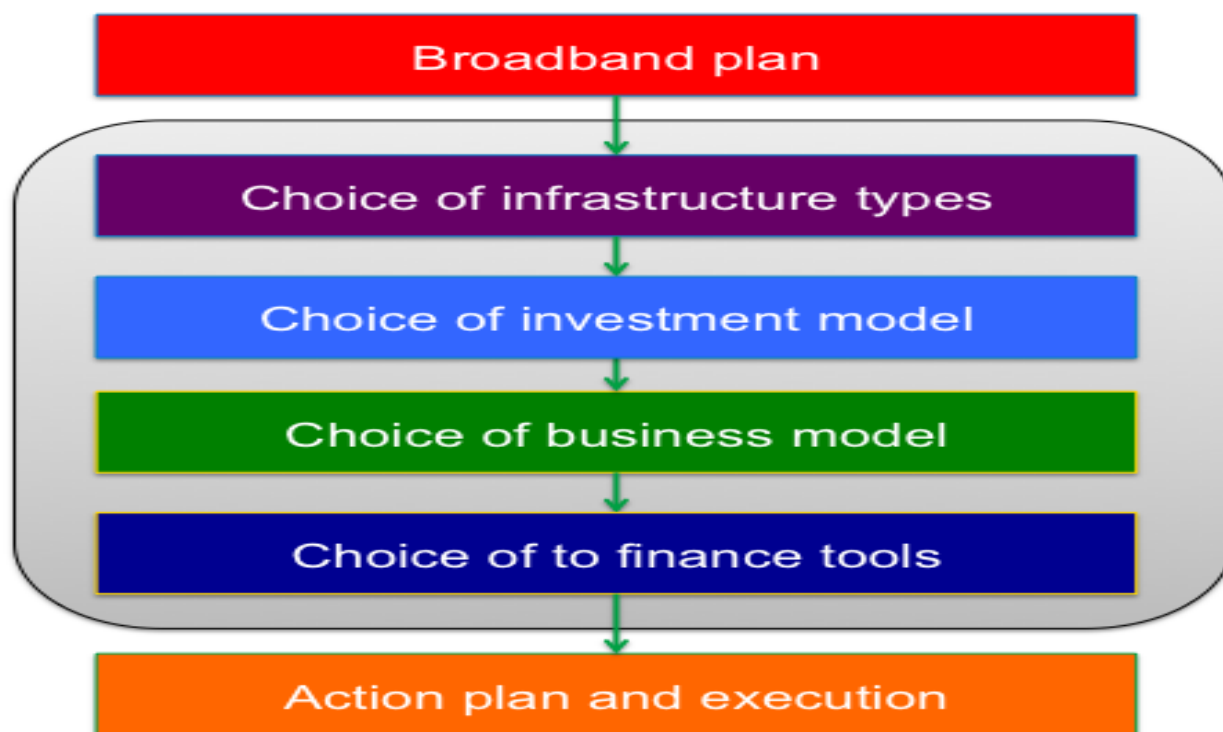 Broadband plan
Choice of infrastructure types
Choice of investment model
Choice of business model
Choice of to finance tools
Action plan and execution